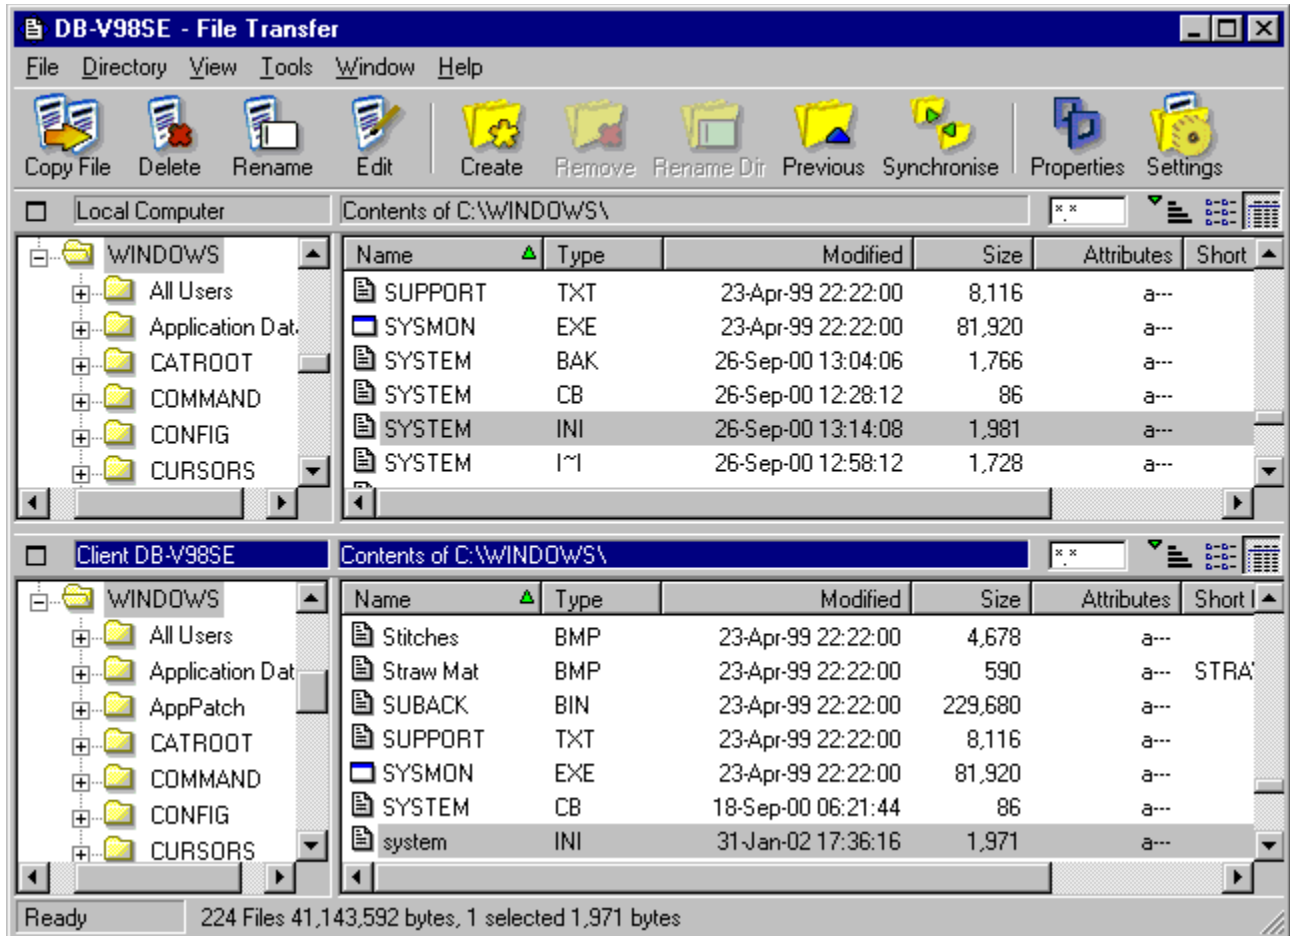 DB-V98SE - File Transfer
File Directory View Tools Window Help
Copy File Delete Rename Edit Create Remove Rename Dir Previous Synchronise Properties Settings
Local Computer Contents of C:\WINDOWS\ *.*
WINDOWS
All Users
Application Dat
CATROOT
COMMAND
CONFIG
CURSORS
Name Type Modified Size Attributes Short
SUPPORT TXT 23-Apr-99 22:22:00 8,116 a---
SYSMON EXE 23-Apr-99 22:22:00 81,920 a---
SYSTEM BAK 26-Sep-00 13:04:06 1,766 a---
SYSTEM CB 26-Sep-00 12:28:12 86 a---
SYSTEM INI 26-Sep-00 13:14:08 1,981 a---
SYSTEM I~I 26-Sep-00 12:58:12 1,728 a---
Client DB-V98SE Contents of C:\WINDOWS\ *.*
WINDOWS
All Users
Application Dat
AppPatch
CATROOT
COMMAND
CONFIG
CURSORS
Name Type Modified Size Attributes Short
Stitches BMP 23-Apr-99 22:22:00 4,678 a---
Straw Mat BMP 23-Apr-99 22:22:00 590 a--- STRA
SUBACK BIN 23-Apr-99 22:22:00 229,680 a---
SUPPORT TXT 23-Apr-99 22:22:00 8,116 a---
SYSMON EXE 23-Apr-99 22:22:00 81,920 a---
SYSTEM CB 18-Sep-00 06:21:44 86 a---
system INI 31-Jan-02 17:36:16 1,971 a---
Ready 224 Files 41,143,592 bytes, 1 selected 1,971 bytes